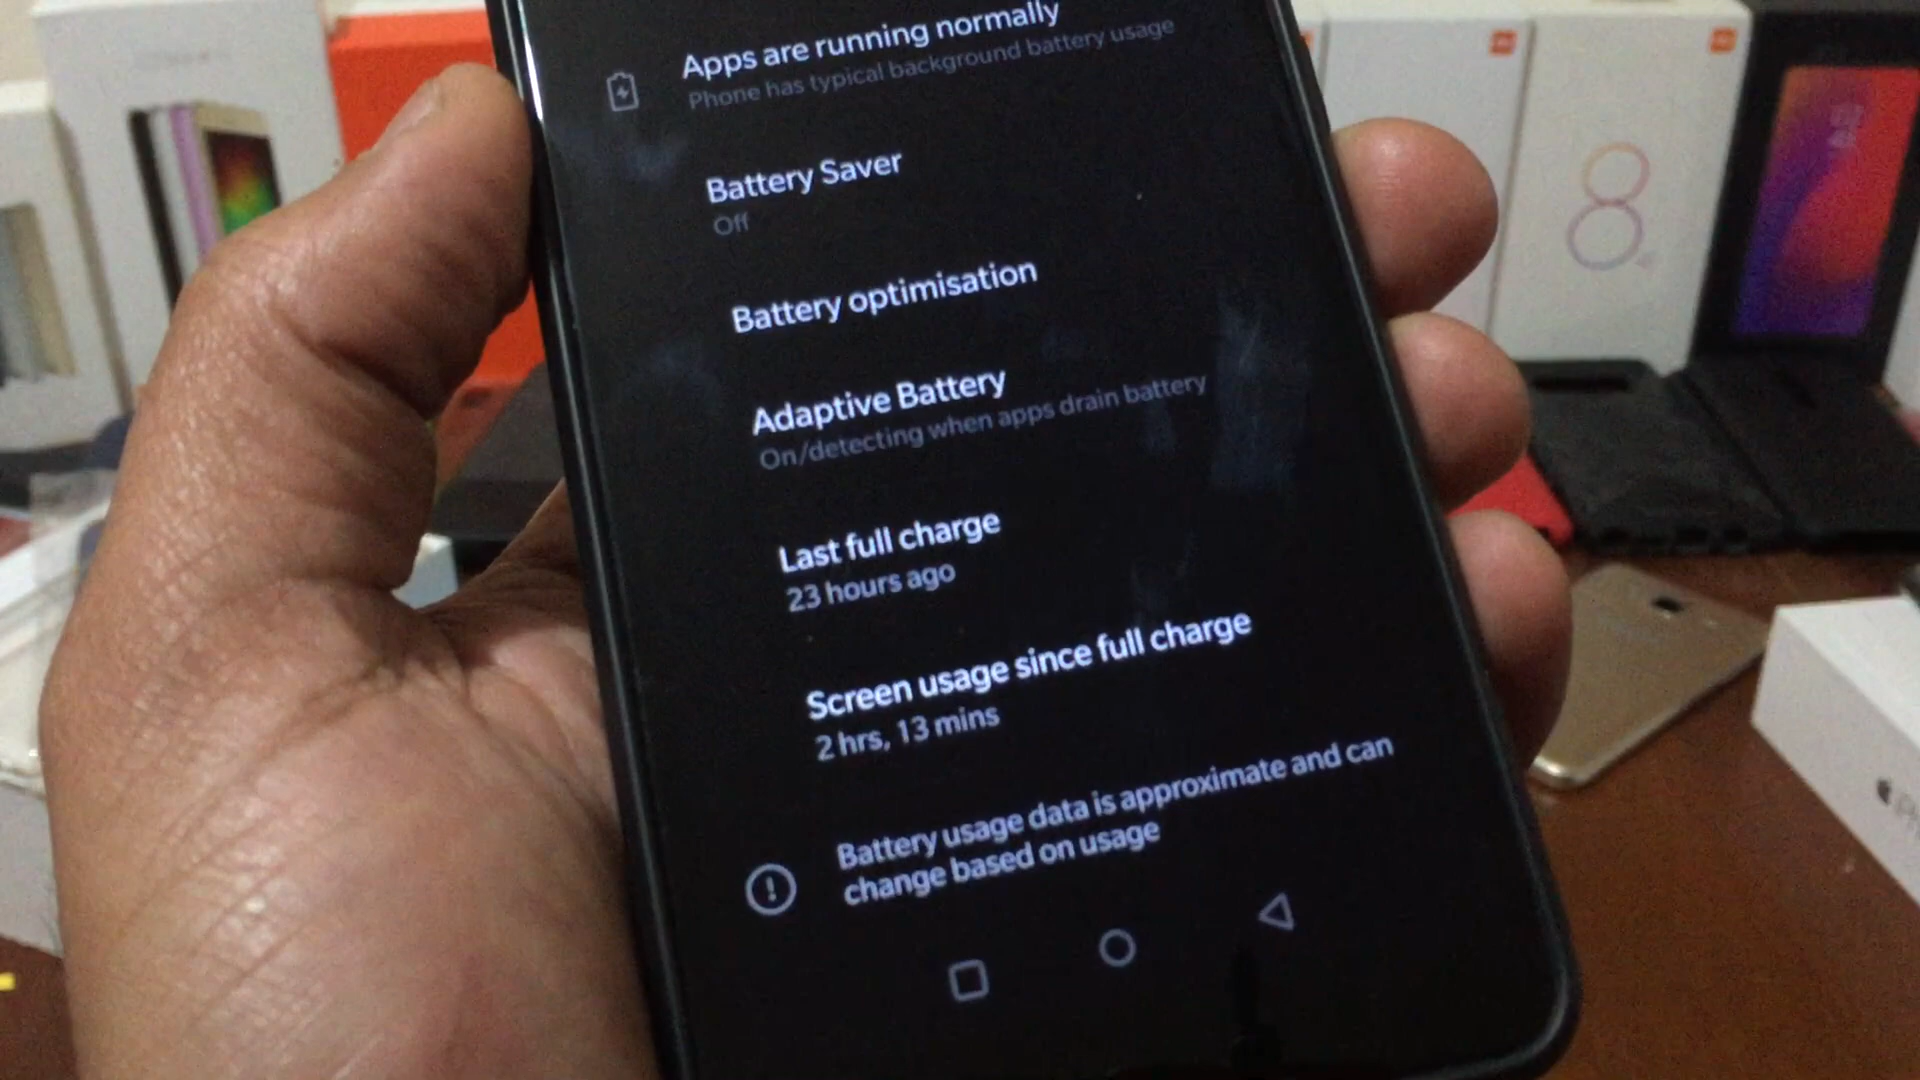 Apps are running normally
Phone has typical background battery usage
Battery Saver
Off
Battery optimisation
Adaptive Battery
On/detecting when apps drain battery
Last full charge
23 hours ago
Screen usage since full charge
2 hrs, 13 mins
Battery usage data is approximate and can
change based on usage
8